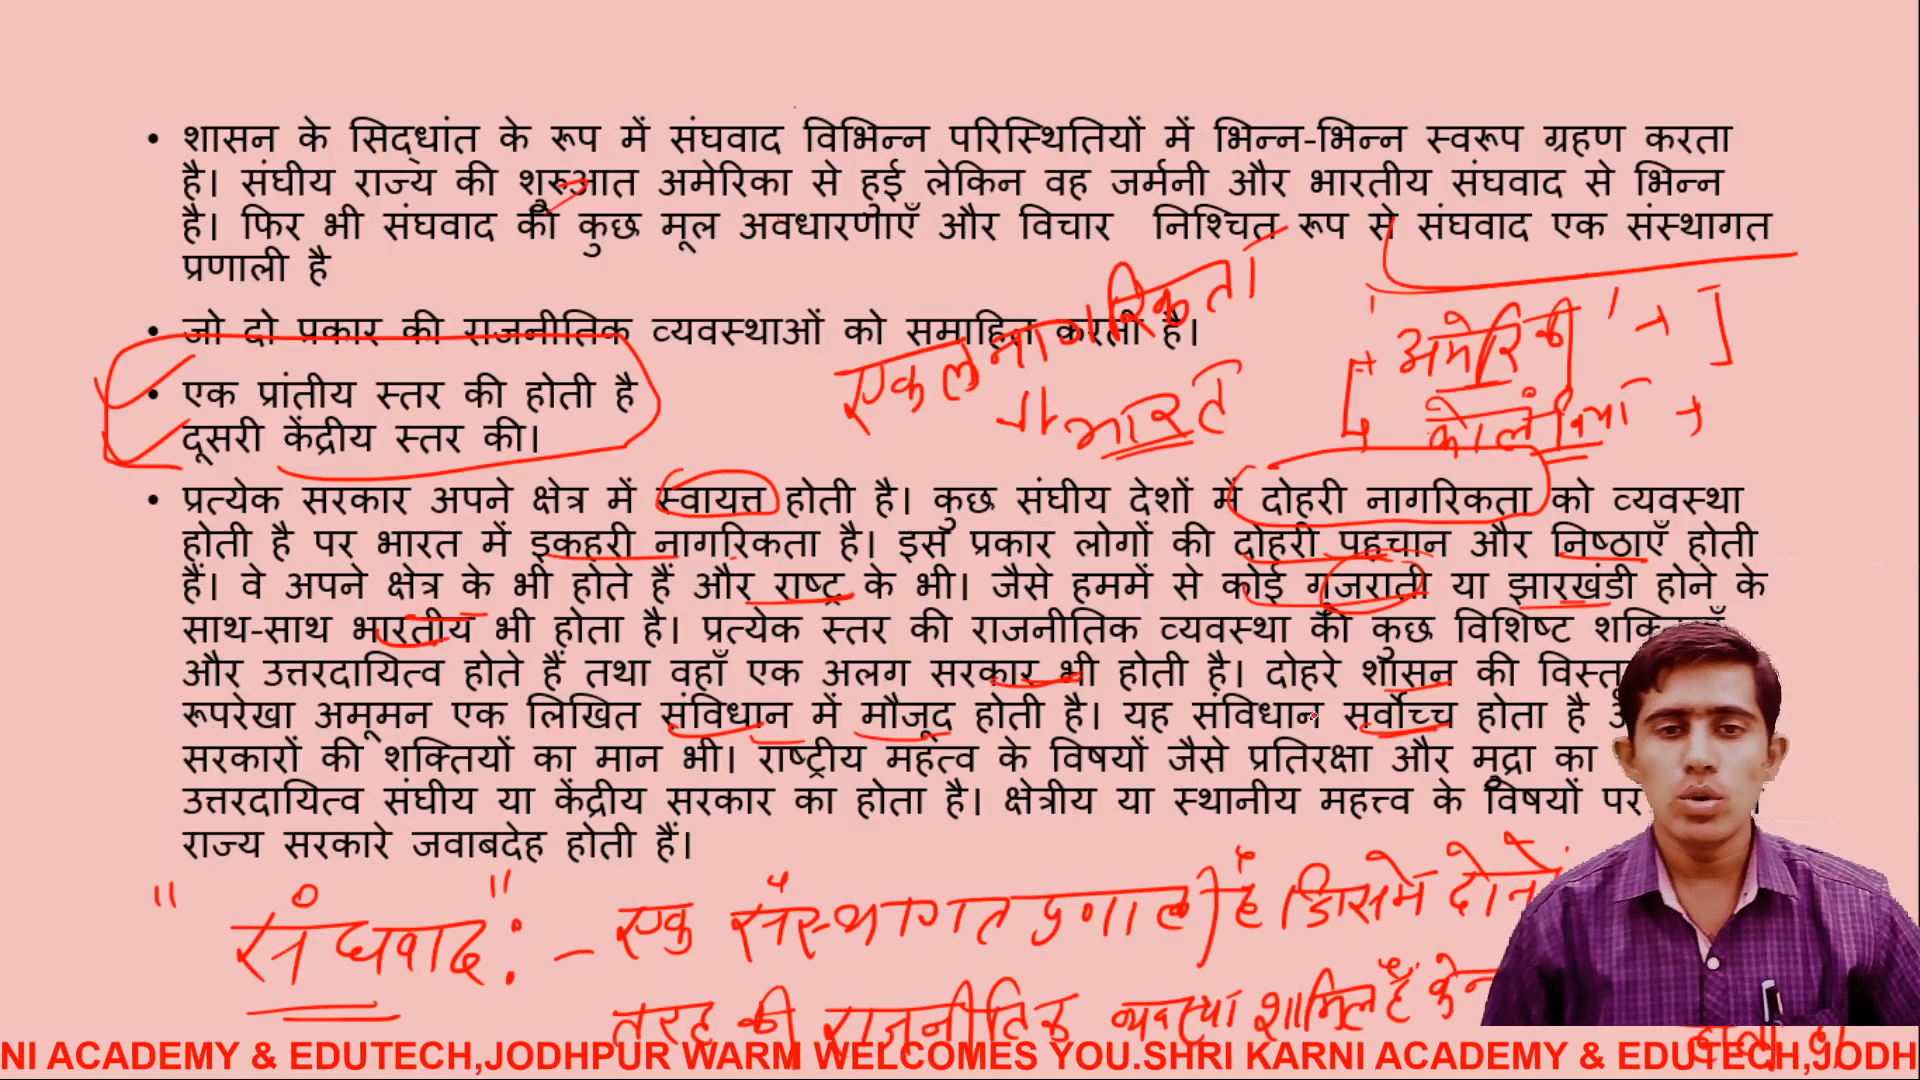 • शासन के सिद्धांत के रूप में संघवाद विभिन्न परिस्थितियों में भिन्न-भिन्न स्वरूप ग्रहण करता
है। संघीय राज्य की शुरुआत अमेरिका से हुई लेकिन वह जर्मनी और भारतीय संघवाद से भिन्न
है। फिर भी संघवाद की कुछ मूल अवधारणाएँ और विचार निश्चित रूप से संघवाद एक संस्थागत
प्रणाली है
• जो दो प्रकार की राजनीतिक व्यवस्थाओं को समाहित करती है।
एकल नागरिकता
अमेरिकी
• एक प्रांतीय स्तर की होती है
भारत
कोलंबिया
दूसरी केंद्रीय स्तर की।
• प्रत्येक सरकार अपने क्षेत्र में स्वायत्त होती है। कुछ संघीय देशों में दोहरी नागरिकता को व्यवस्था
होती है पर भारत में इकहरी नागरिकता है। इस प्रकार लोगों की दोहरी पहचान और निष्ठाएँ होती
हैं। वे अपने क्षेत्र के भी होते हैं और राष्ट्र के भी। जैसे हममें से कोई गुजराती या झारखंडी होने के
साथ-साथ भारतीय भी होता है। प्रत्येक स्तर की राजनीतिक व्यवस्था की कुछ विशिष्ट
और उत्तरदायित्व होते हैं तथा वहाँ एक अलग सरकार भी होती है। दोहरे शासन की
रूपरेखा अमूमन एक लिखित संविधान में मौजूद होती है। यह संविधान सर्वोच्च होता है
सरकारों की शक्तियों का मान भी। राष्ट्रीय महत्व के विषयों जैसे प्रतिरक्षा और मुद्रा का
उत्तरदायित्व संघीय या केंद्रीय सरकार का होता है। क्षेत्रीय या स्थानीय महत्त्व के विषयों पर
राज्य सरकारे जवाबदेह होती हैं।
"संघवाद": - एक संस्थागत प्रणाली है जिसमें दोनों
तरह की राजनीतिक व्यवस्था शामिल हैं
NI ACADEMY & EDUTECH,JODHPUR WARM WELCOMES YOU.SHRI KARNI ACADEMY & EDUTECH,JODH